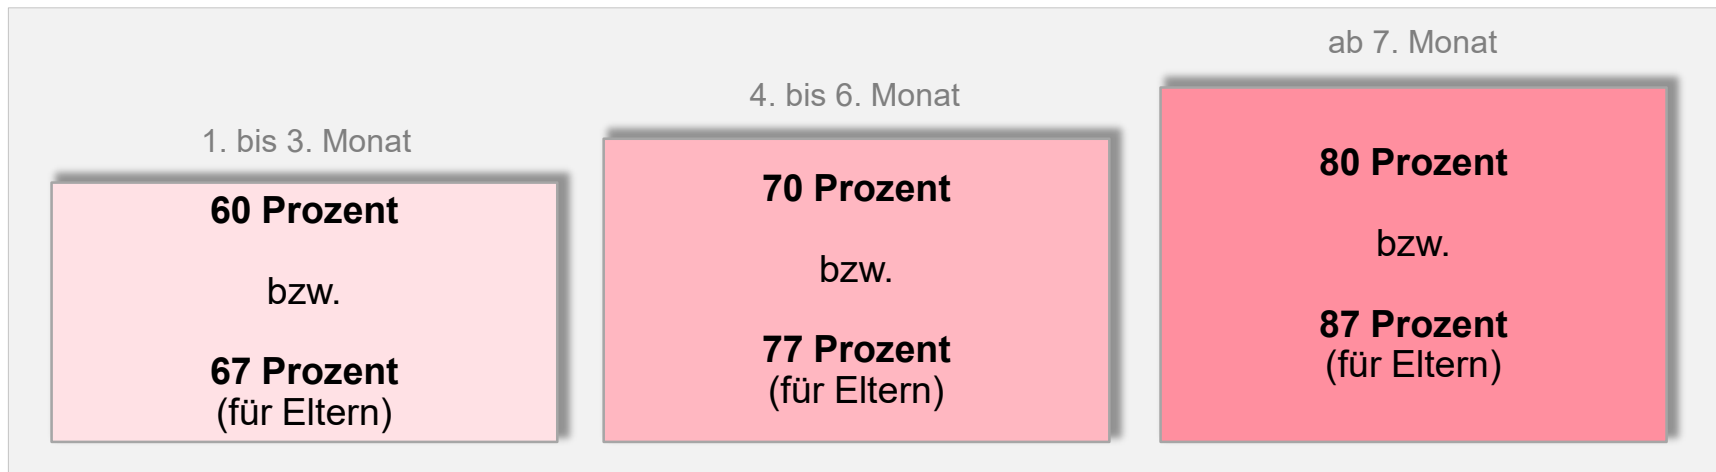 1. bis 3. Monat
60 Prozent
bzw.
67 Prozent
(für Eltern)
4. bis 6. Monat
70 Prozent
bzw.
77 Prozent
(für Eltern)
ab 7. Monat
80 Prozent
bzw.
87 Prozent
(für Eltern)